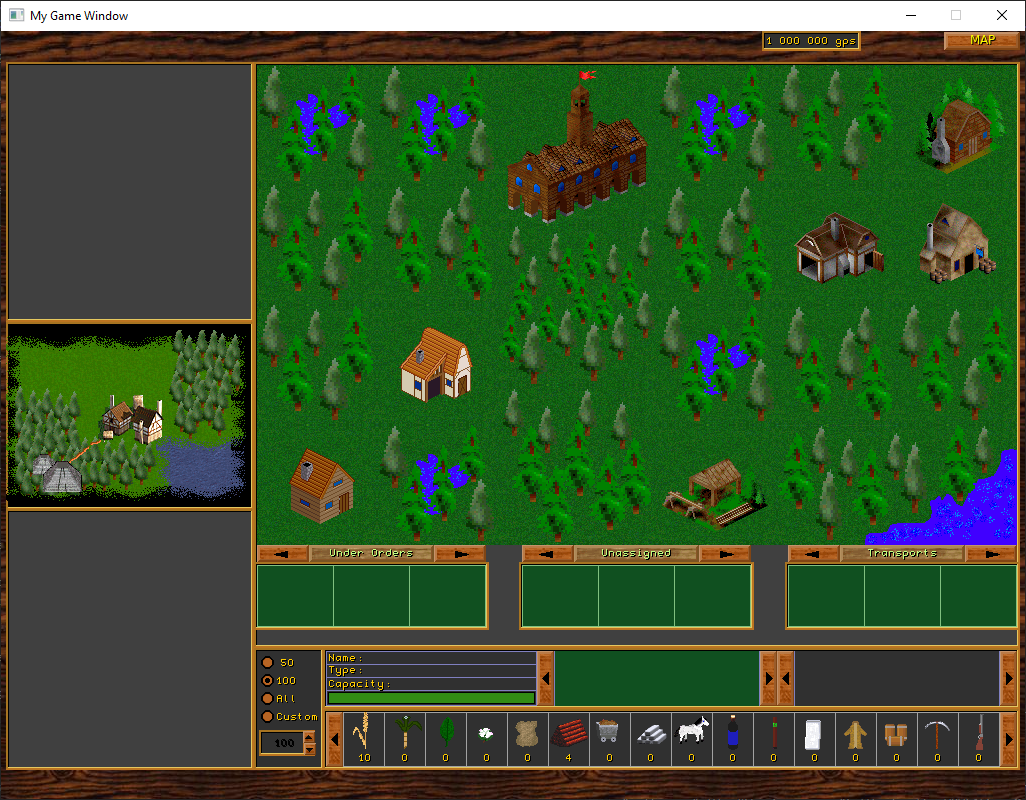 My Game Window
1 000 000 gps
MAP
Under Orders
Unassigned
Transports
50
100
All
Custom
100
Name:
Type:
Capacity:
10 0 0 0 0 4 0 0 0 0 0 0 0 0 0 0